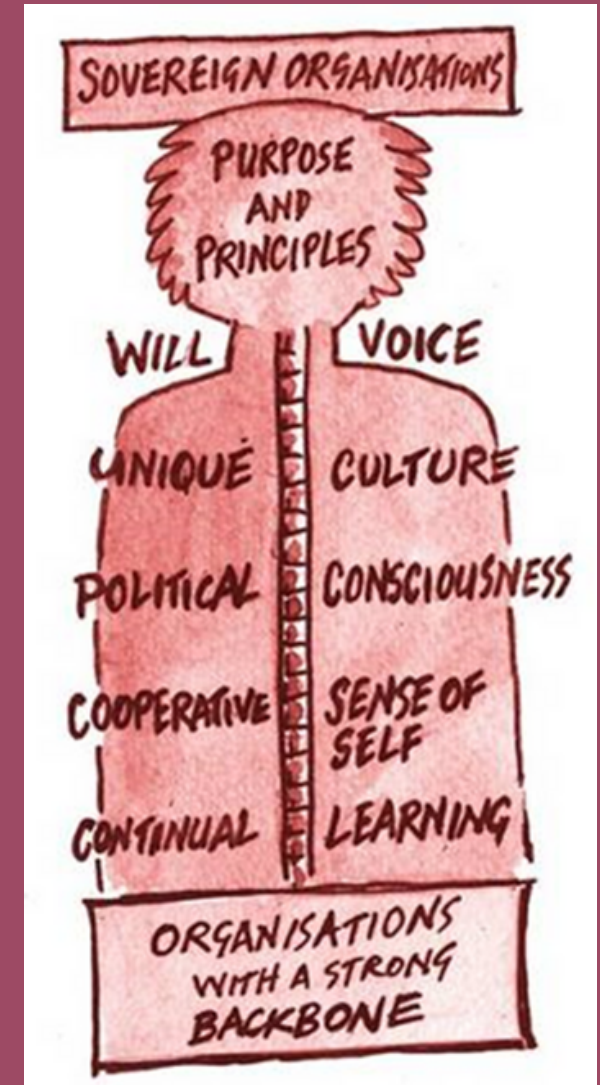 SOVEREIGN ORGANISATIONS
PURPOSE
AND
PRINCIPLES
WILL VOICE
UNIQUE CULTURE
POLITICAL CONSCIOUSNESS
COOPERATIVE SENSE OF
SELF
CONTINUAL LEARNING
ORGANISATIONS
WITH A STRONG
BACKBONE